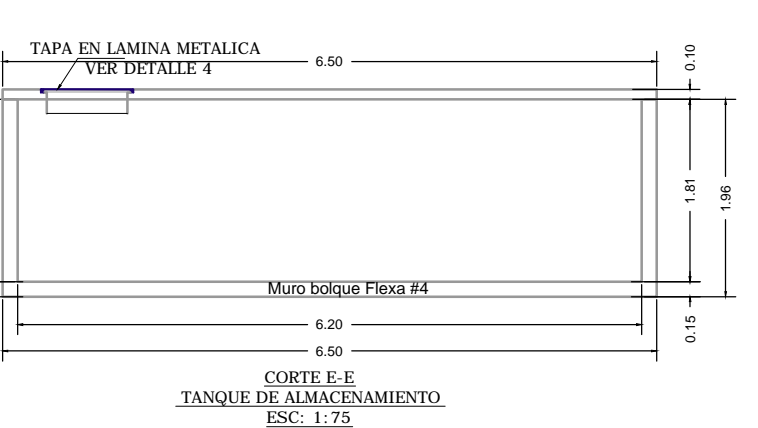 TAPA EN LAMINA METALICA
VER DETALLE 4
6.50
0.10
1.81
1.96
Muro bolque Flexa #4
6.20
0.15
6.50
CORTE E-E
TANQUE DE ALMACENAMIENTO
ESC: 1:75